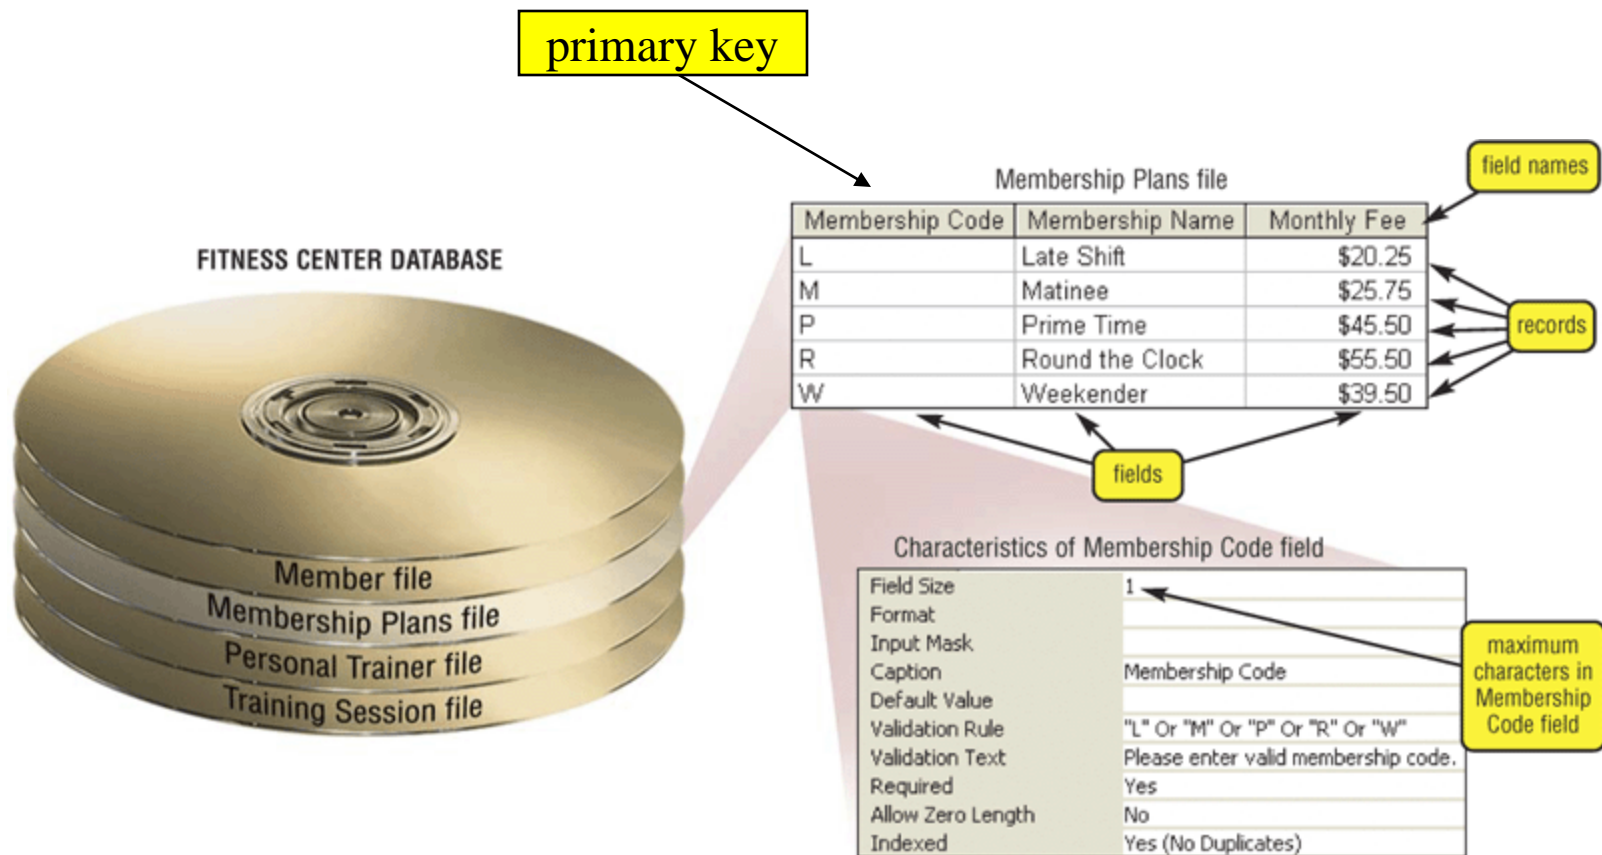 primary key
FITNESS CENTER DATABASE
Member file
Membership Plans file
Personal Trainer file
Training Session file
Membership Plans file
field names
Membership Code Membership Name Monthly Fee
L Late Shift $20.25
M Matinee $25.75
P Prime Time $45.50
R Round the Clock $55.50
W Weekender $39.50
records
fields
Characteristics of Membership Code field
Field Size 1
Format
Input Mask
Caption Membership Code
Default Value
Validation Rule "L" Or "M" Or "P" Or "R" Or "W"
Validation Text Please enter valid membership code.
Required Yes
Allow Zero Length No
Indexed Yes (No Duplicates)
maximum
characters in
Membership
Code field